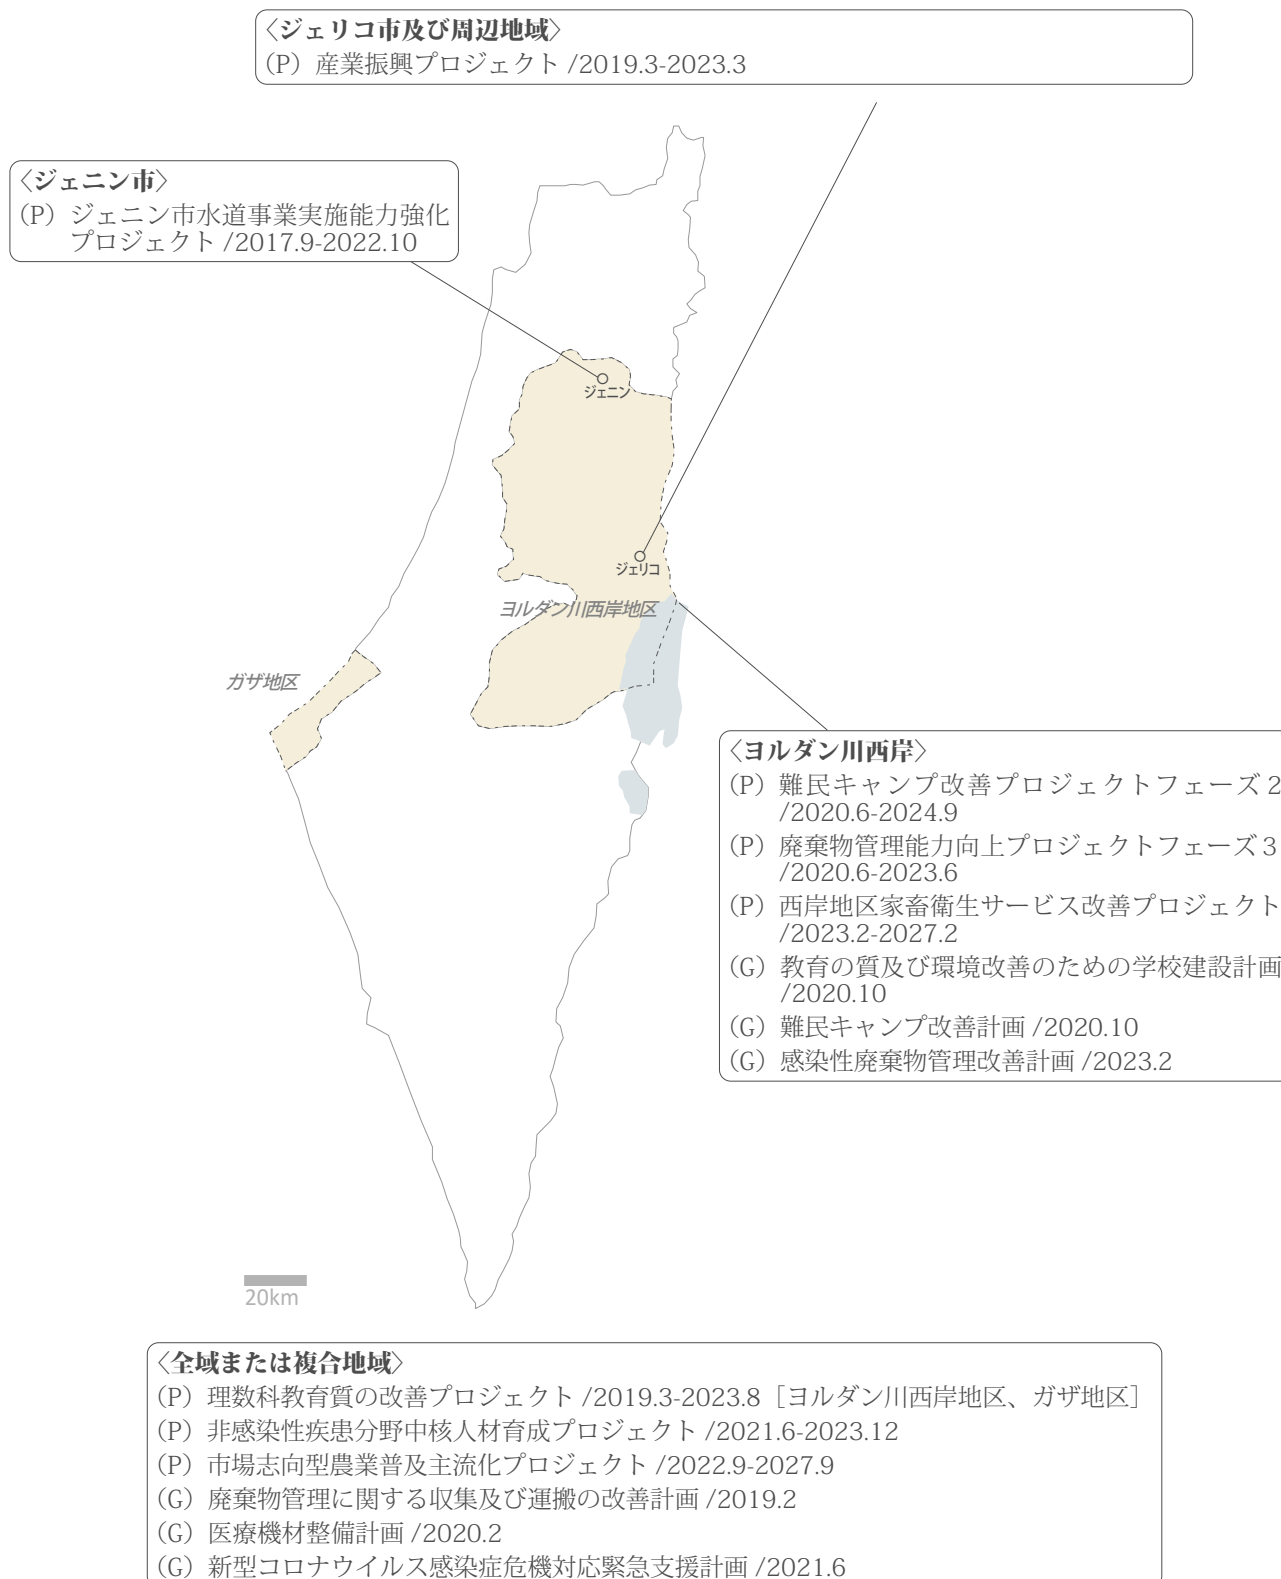 〈ジェリコ市及び周辺地域〉
（P）産業振興プロジェクト /2019.3-2023.3
〈ジェニン市〉
（P）ジェニン市水道事業実施能力強化
プロジェクト /2017.9-2022.10
ジェニン
ジェリコ
ヨルダン川西岸地区
ガザ地区
〈ヨルダン川西岸〉
（P）難民キャンプ改善プロジェクトフェーズ２
/2020.6-2024.9
（P）廃棄物管理能力向上プロジェクトフェーズ３
/2020.6-2023.6
（P）西岸地区家畜衛生サービス改善プロジェクト
/2023.2-2027.2
（G）教育の質及び環境改善のための学校建設計画
/2020.10
（G）難民キャンプ改善計画 /2020.10
（G）感染性廃棄物管理改善計画 /2023.2
20km
〈全域または複合地域〉
（P）理数科教育質の改善プロジェクト /2019.3-2023.8［ヨルダン川西岸地区、ガザ地区］
（P）非感染性疾患分野中核人材育成プロジェクト /2021.6-2023.12
（P）市場志向型農業普及主流化プロジェクト /2022.9-2027.9
（G）廃棄物管理に関する収集及び運搬の改善計画 /2019.2
（G）医療機材整備計画 /2020.2
（G）新型コロナウイルス感染症危機対応緊急支援計画 /2021.6